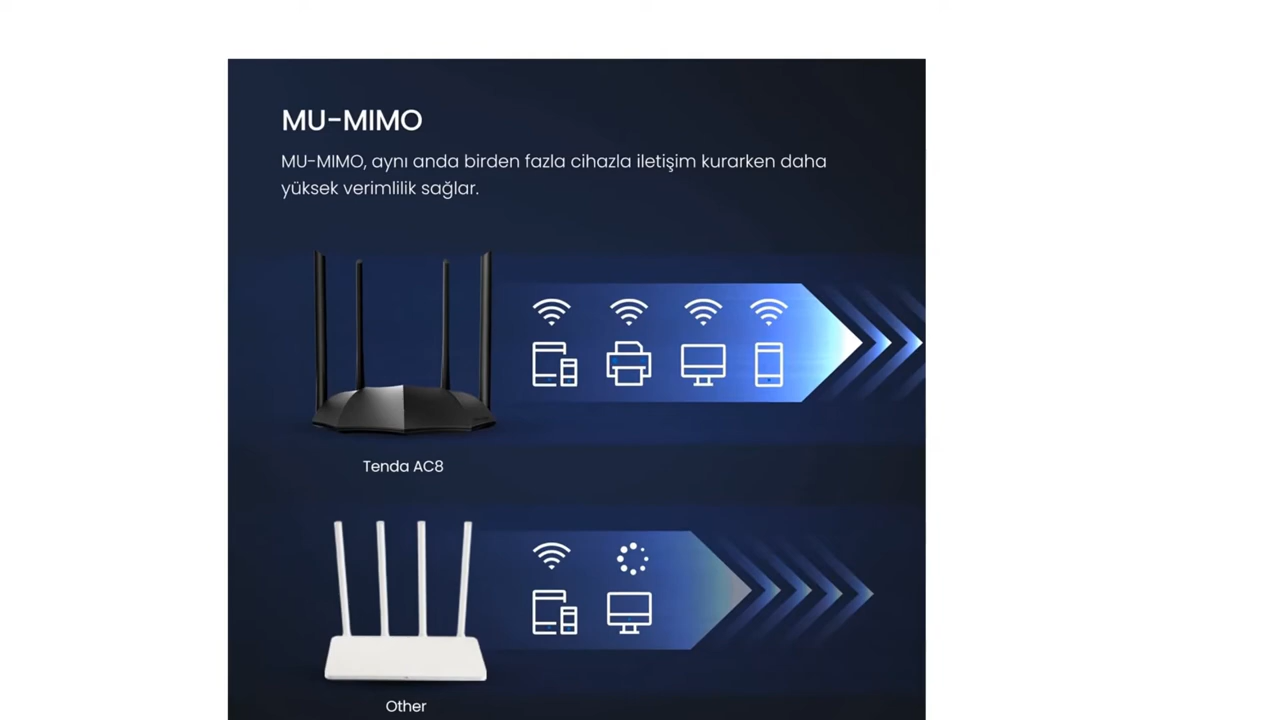 MU-MIMO
MU-MIMO, aynı anda birden fazla cihazla iletişim kurarken daha
yüksek verimlilik sağlar.
Tenda AC8
Other